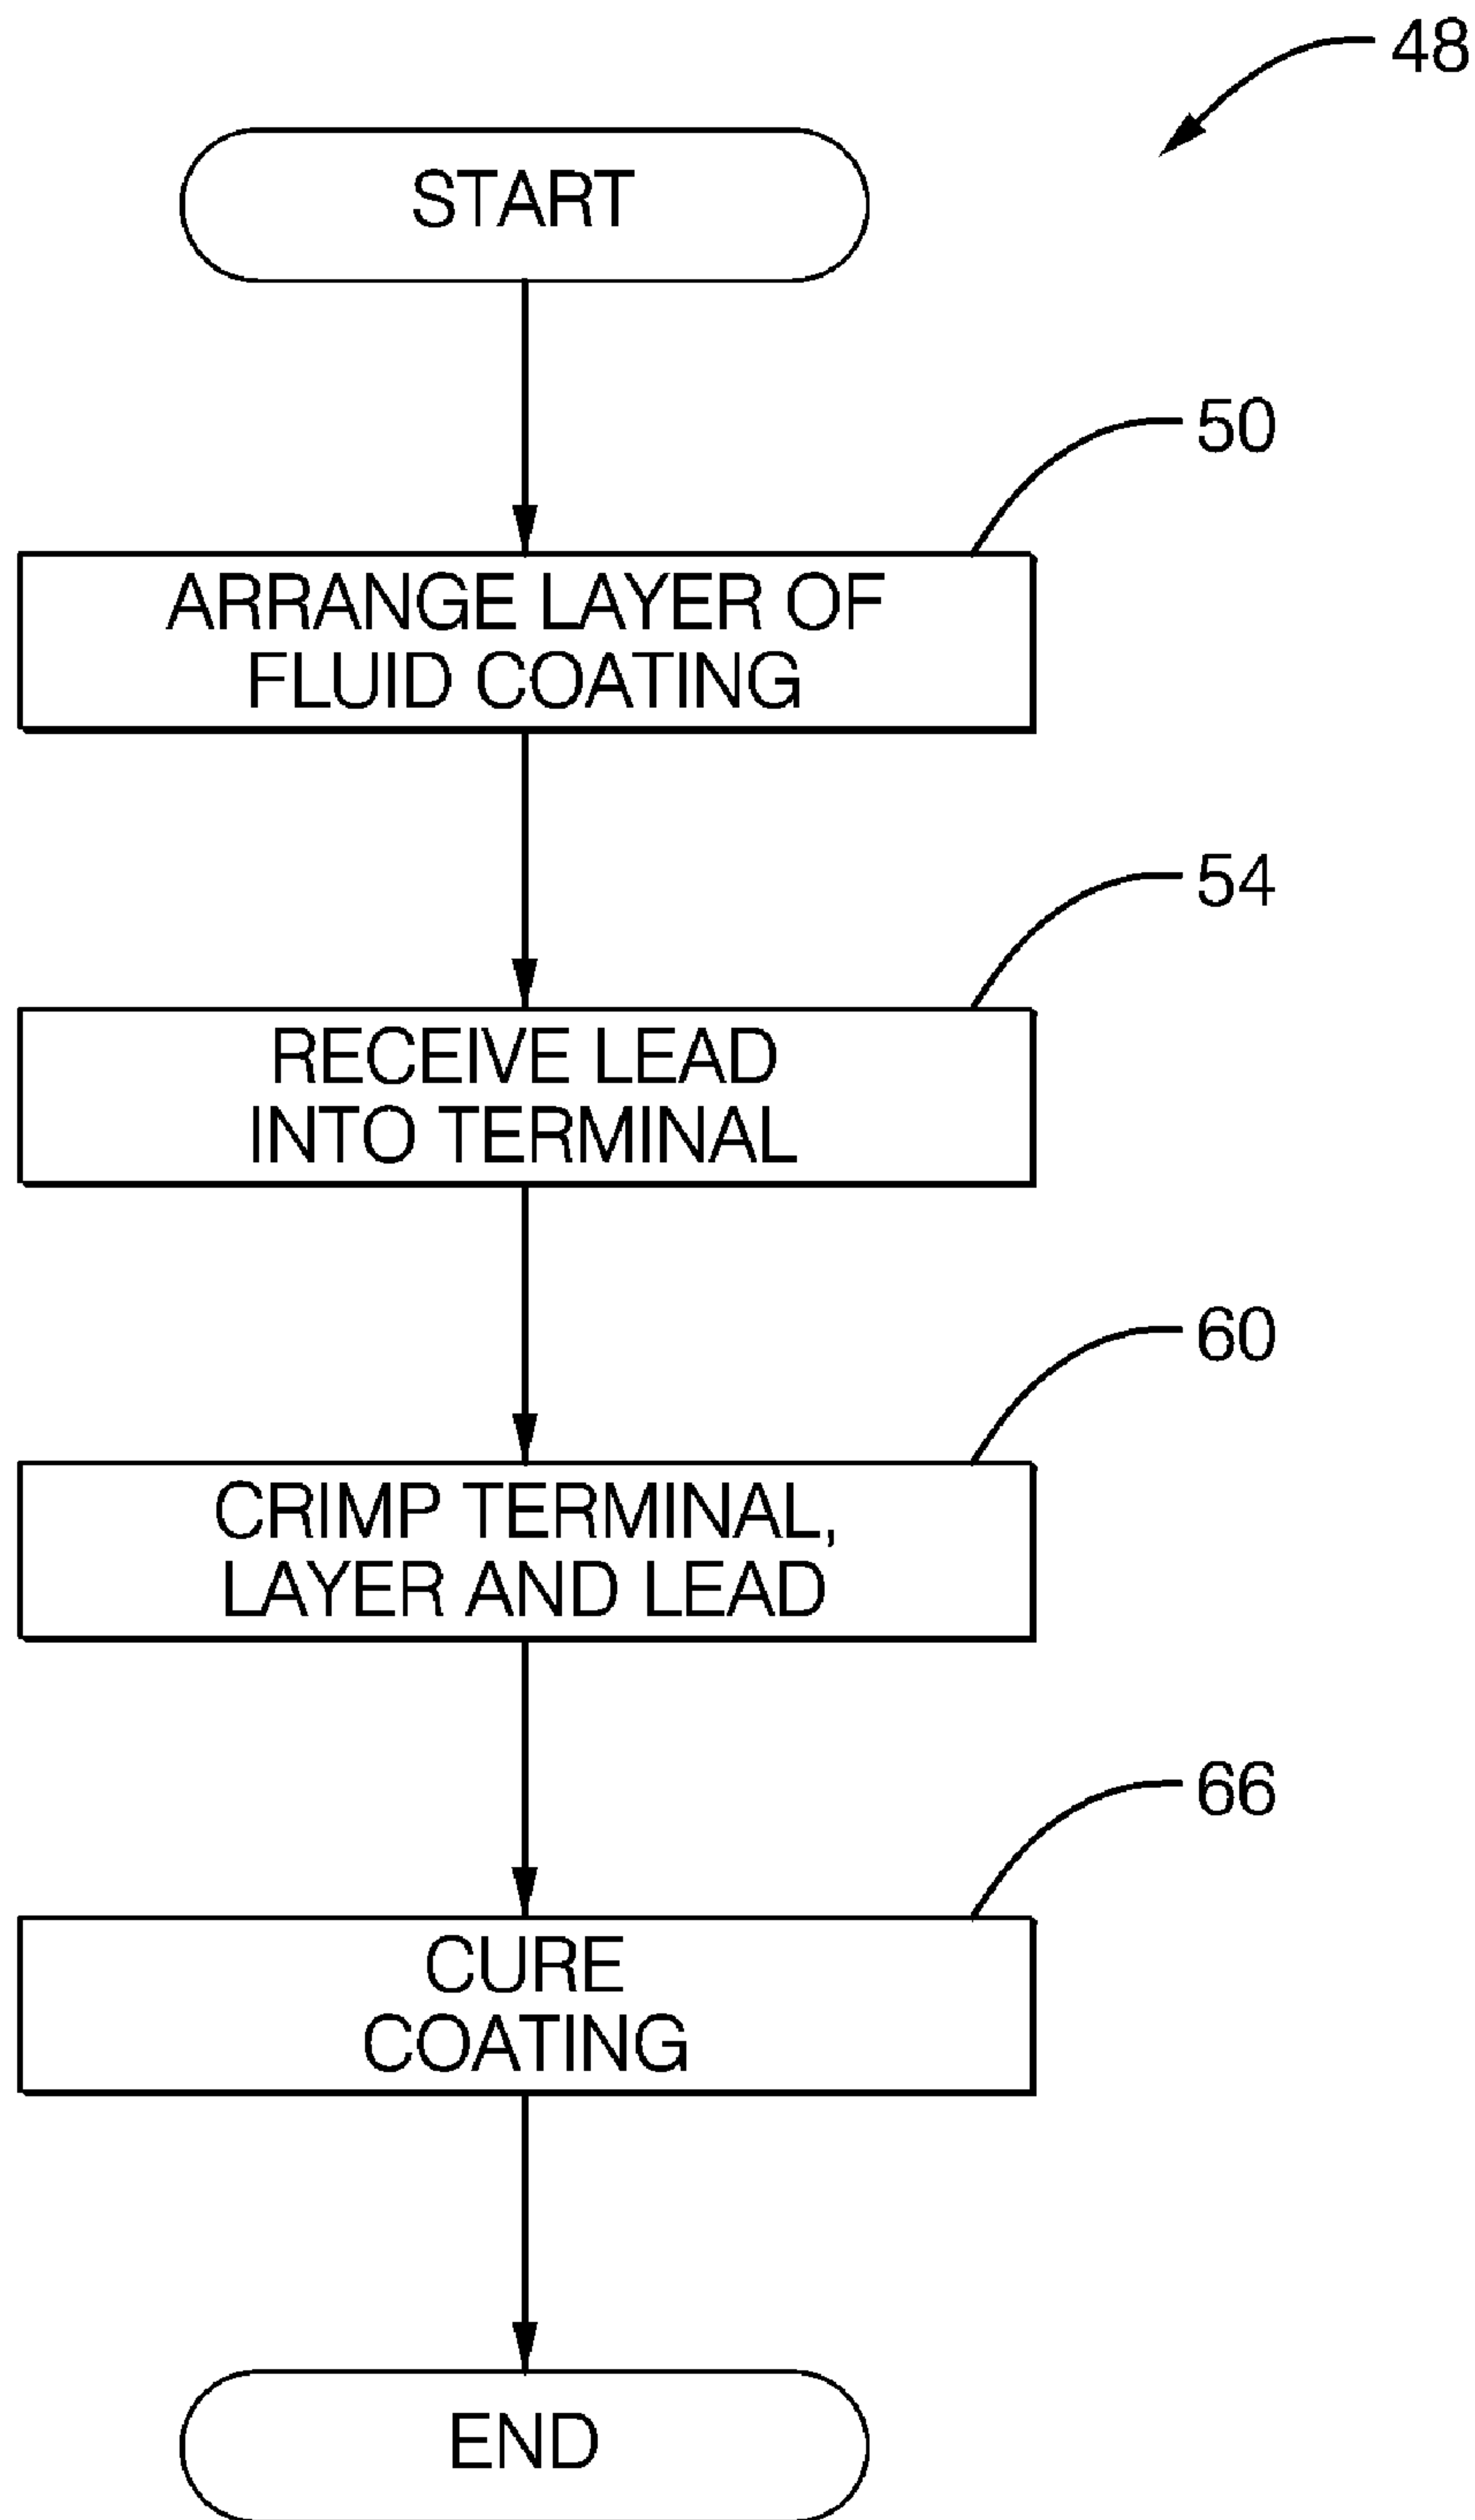 48
START
50
ARRANGE LAYER OF
FLUID COATING
54
RECEIVE LEAD
INTO TERMINAL
60
CRIMP TERMINAL,
LAYER AND LEAD
66
CURE
COATING
END